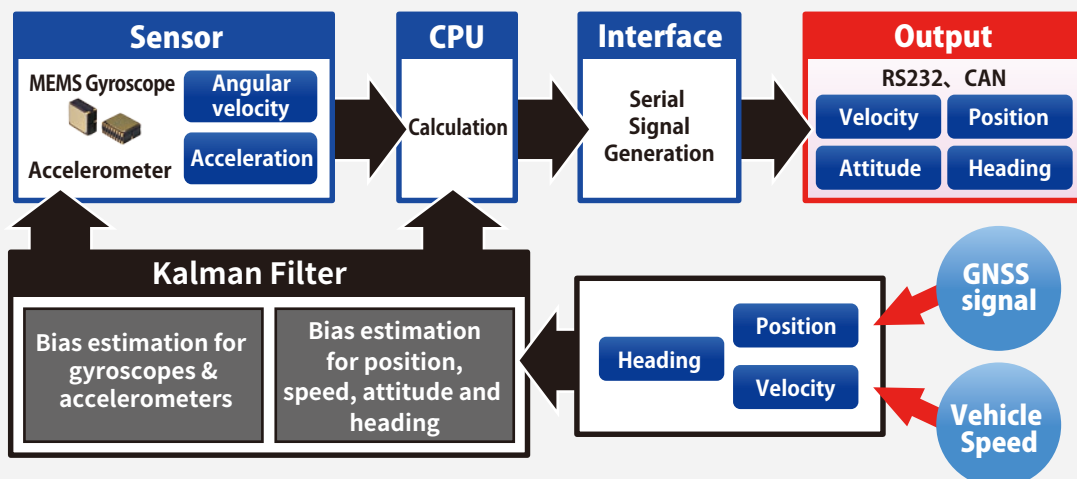 Sensor
MEMS Gyroscope
Accelerometer
Angular
velocity
Acceleration
CPU
Calculation
Interface
Serial
Signal
Generation
Output
RS232、CAN
Velocity
Position
Attitude
Heading
Kalman Filter
Bias estimation for
gyroscopes &
accelerometers
Bias estimation
for position,
speed, attitude and
heading
Heading
Position
Velocity
GNSS
signal
Vehicle
Speed